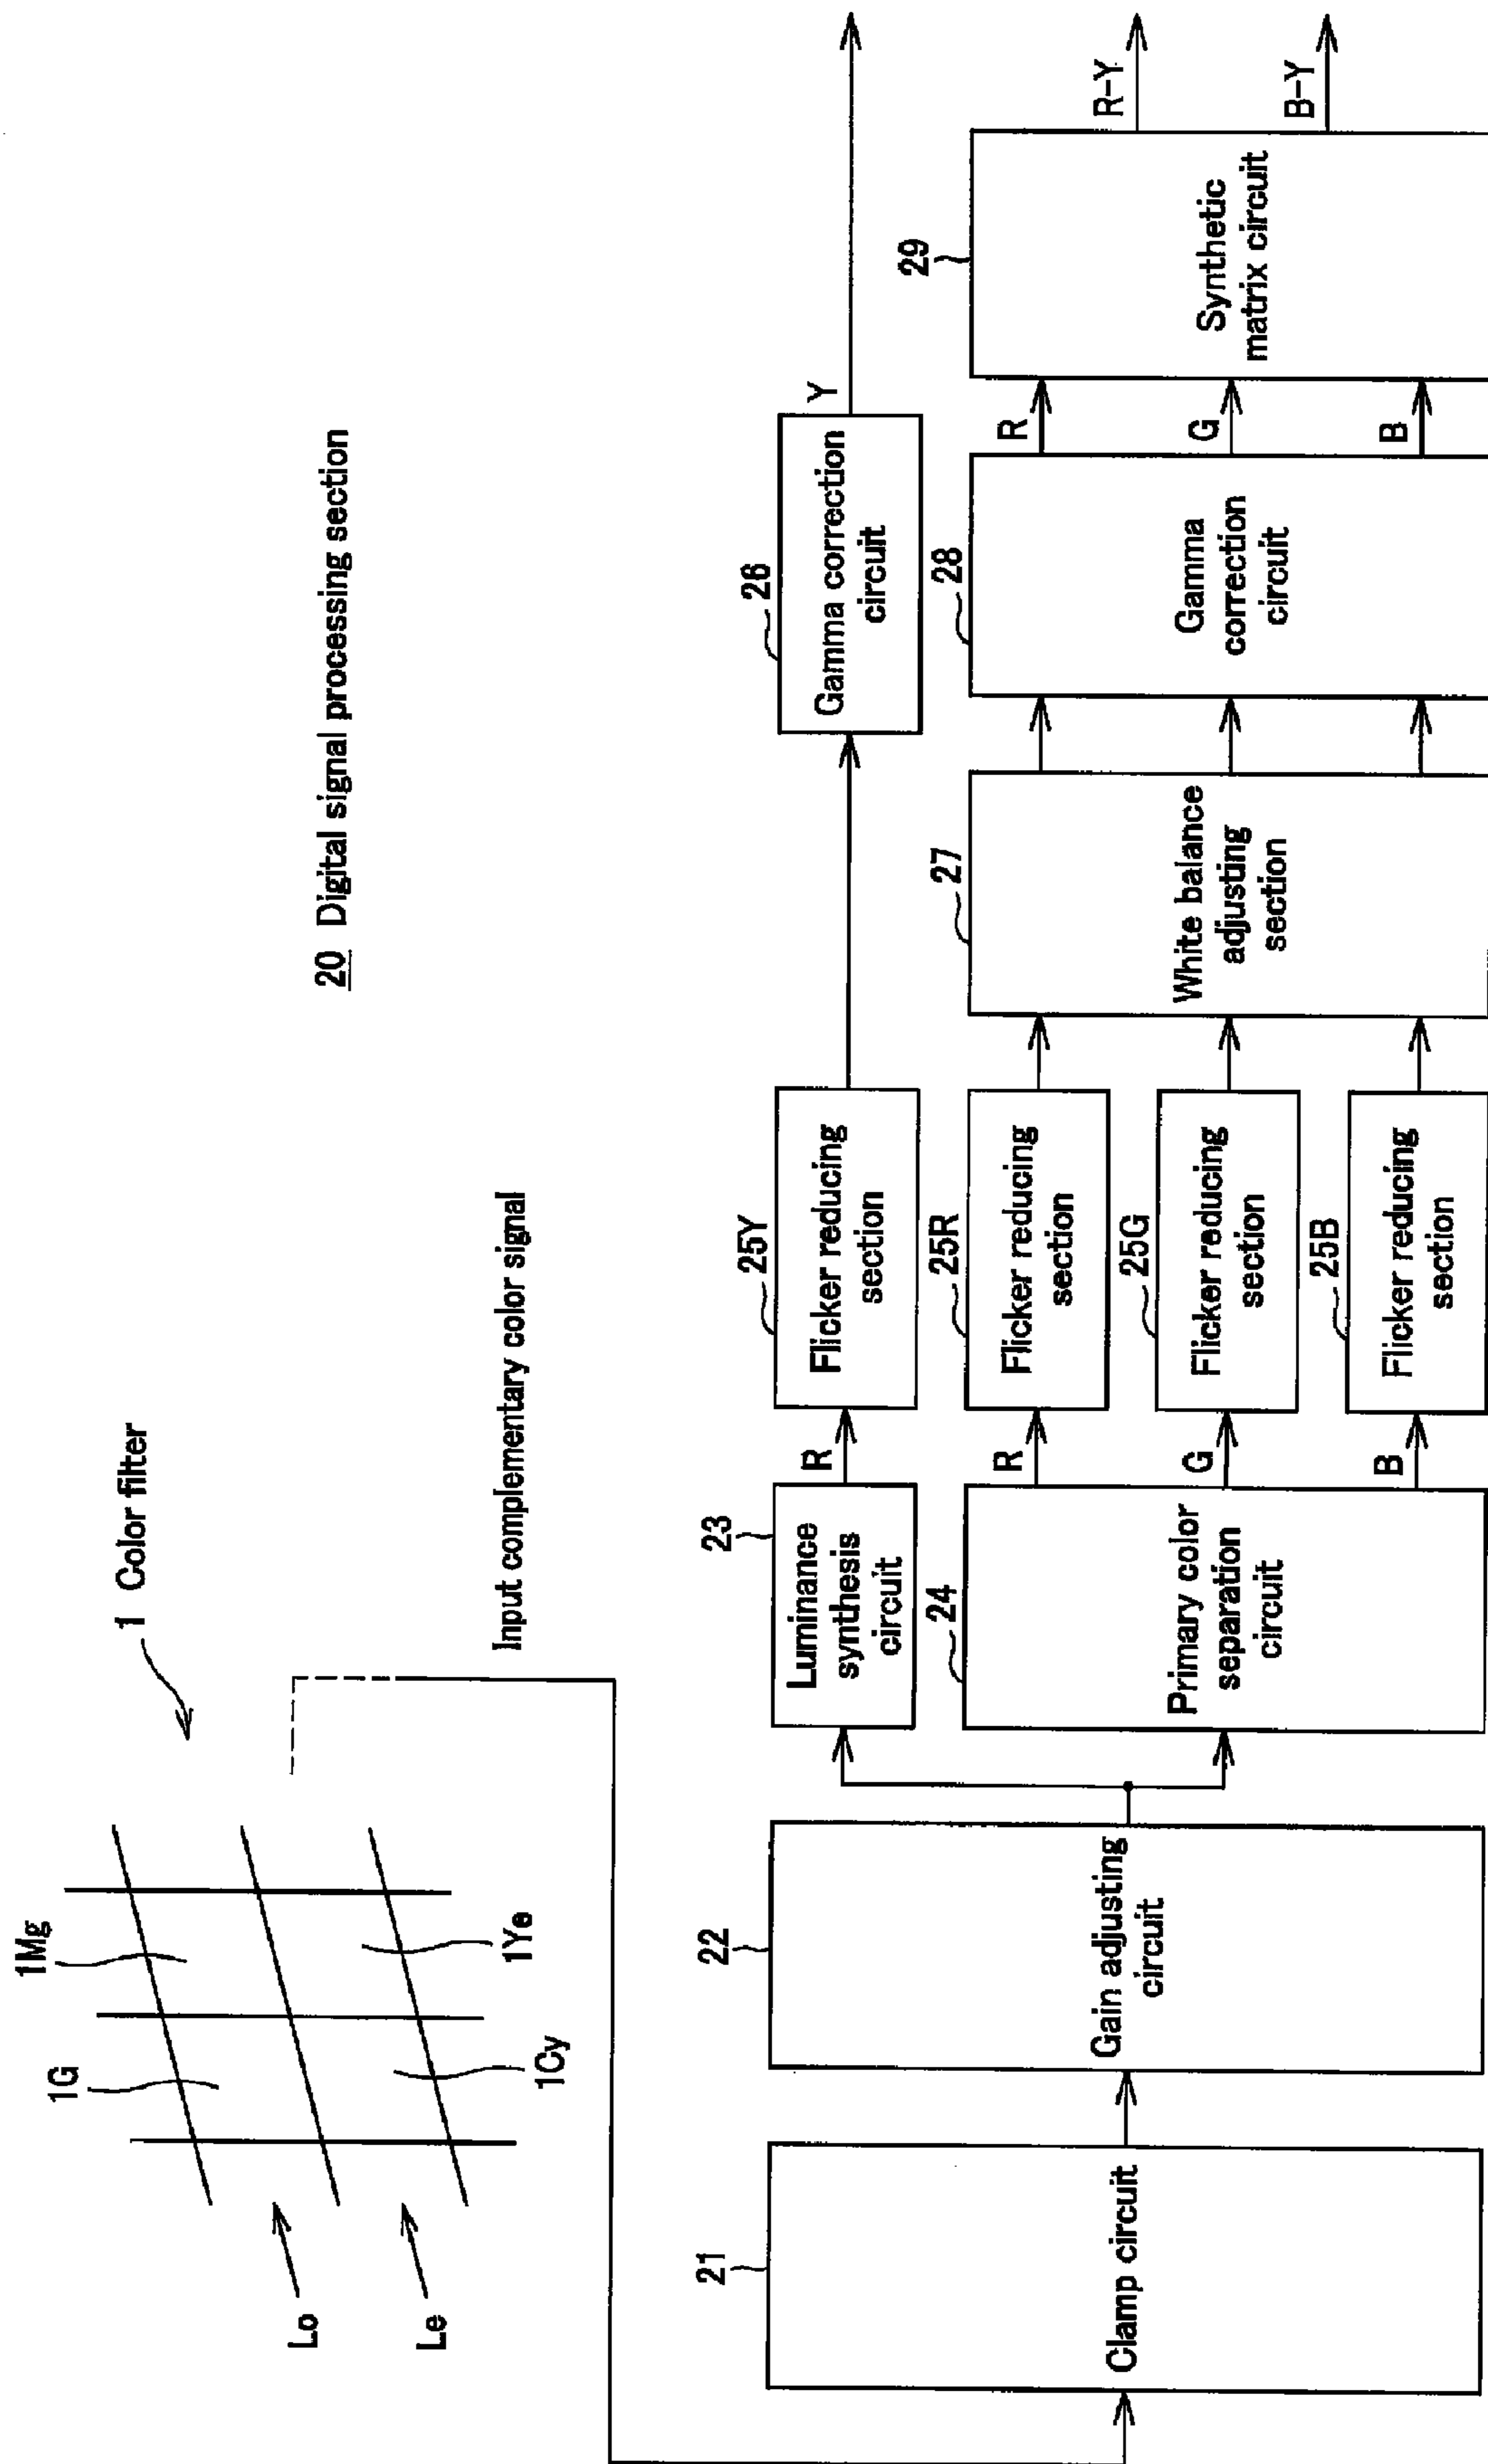 20 Digital signal processing section
1 Color filter
1G
1Mg
1Cy
1Ye
Lo
Le
Input complementary color signal
21
Clamp circuit
22
Gain adjusting
circuit
23
Luminance
synthesis
circuit
24
Primary color
separation
circuit
R
R
G
B
25Y
Flicker reducing
section
25R
Flicker reducing
section
25G
Flicker reducing
section
25B
Flicker reducing
section
26
Gamma correction
circuit
27
White balance
adjusting
section
28
Gamma
correction
circuit
R
G
B
29
Synthetic
matrix circuit
Y
R-Y
B-Y